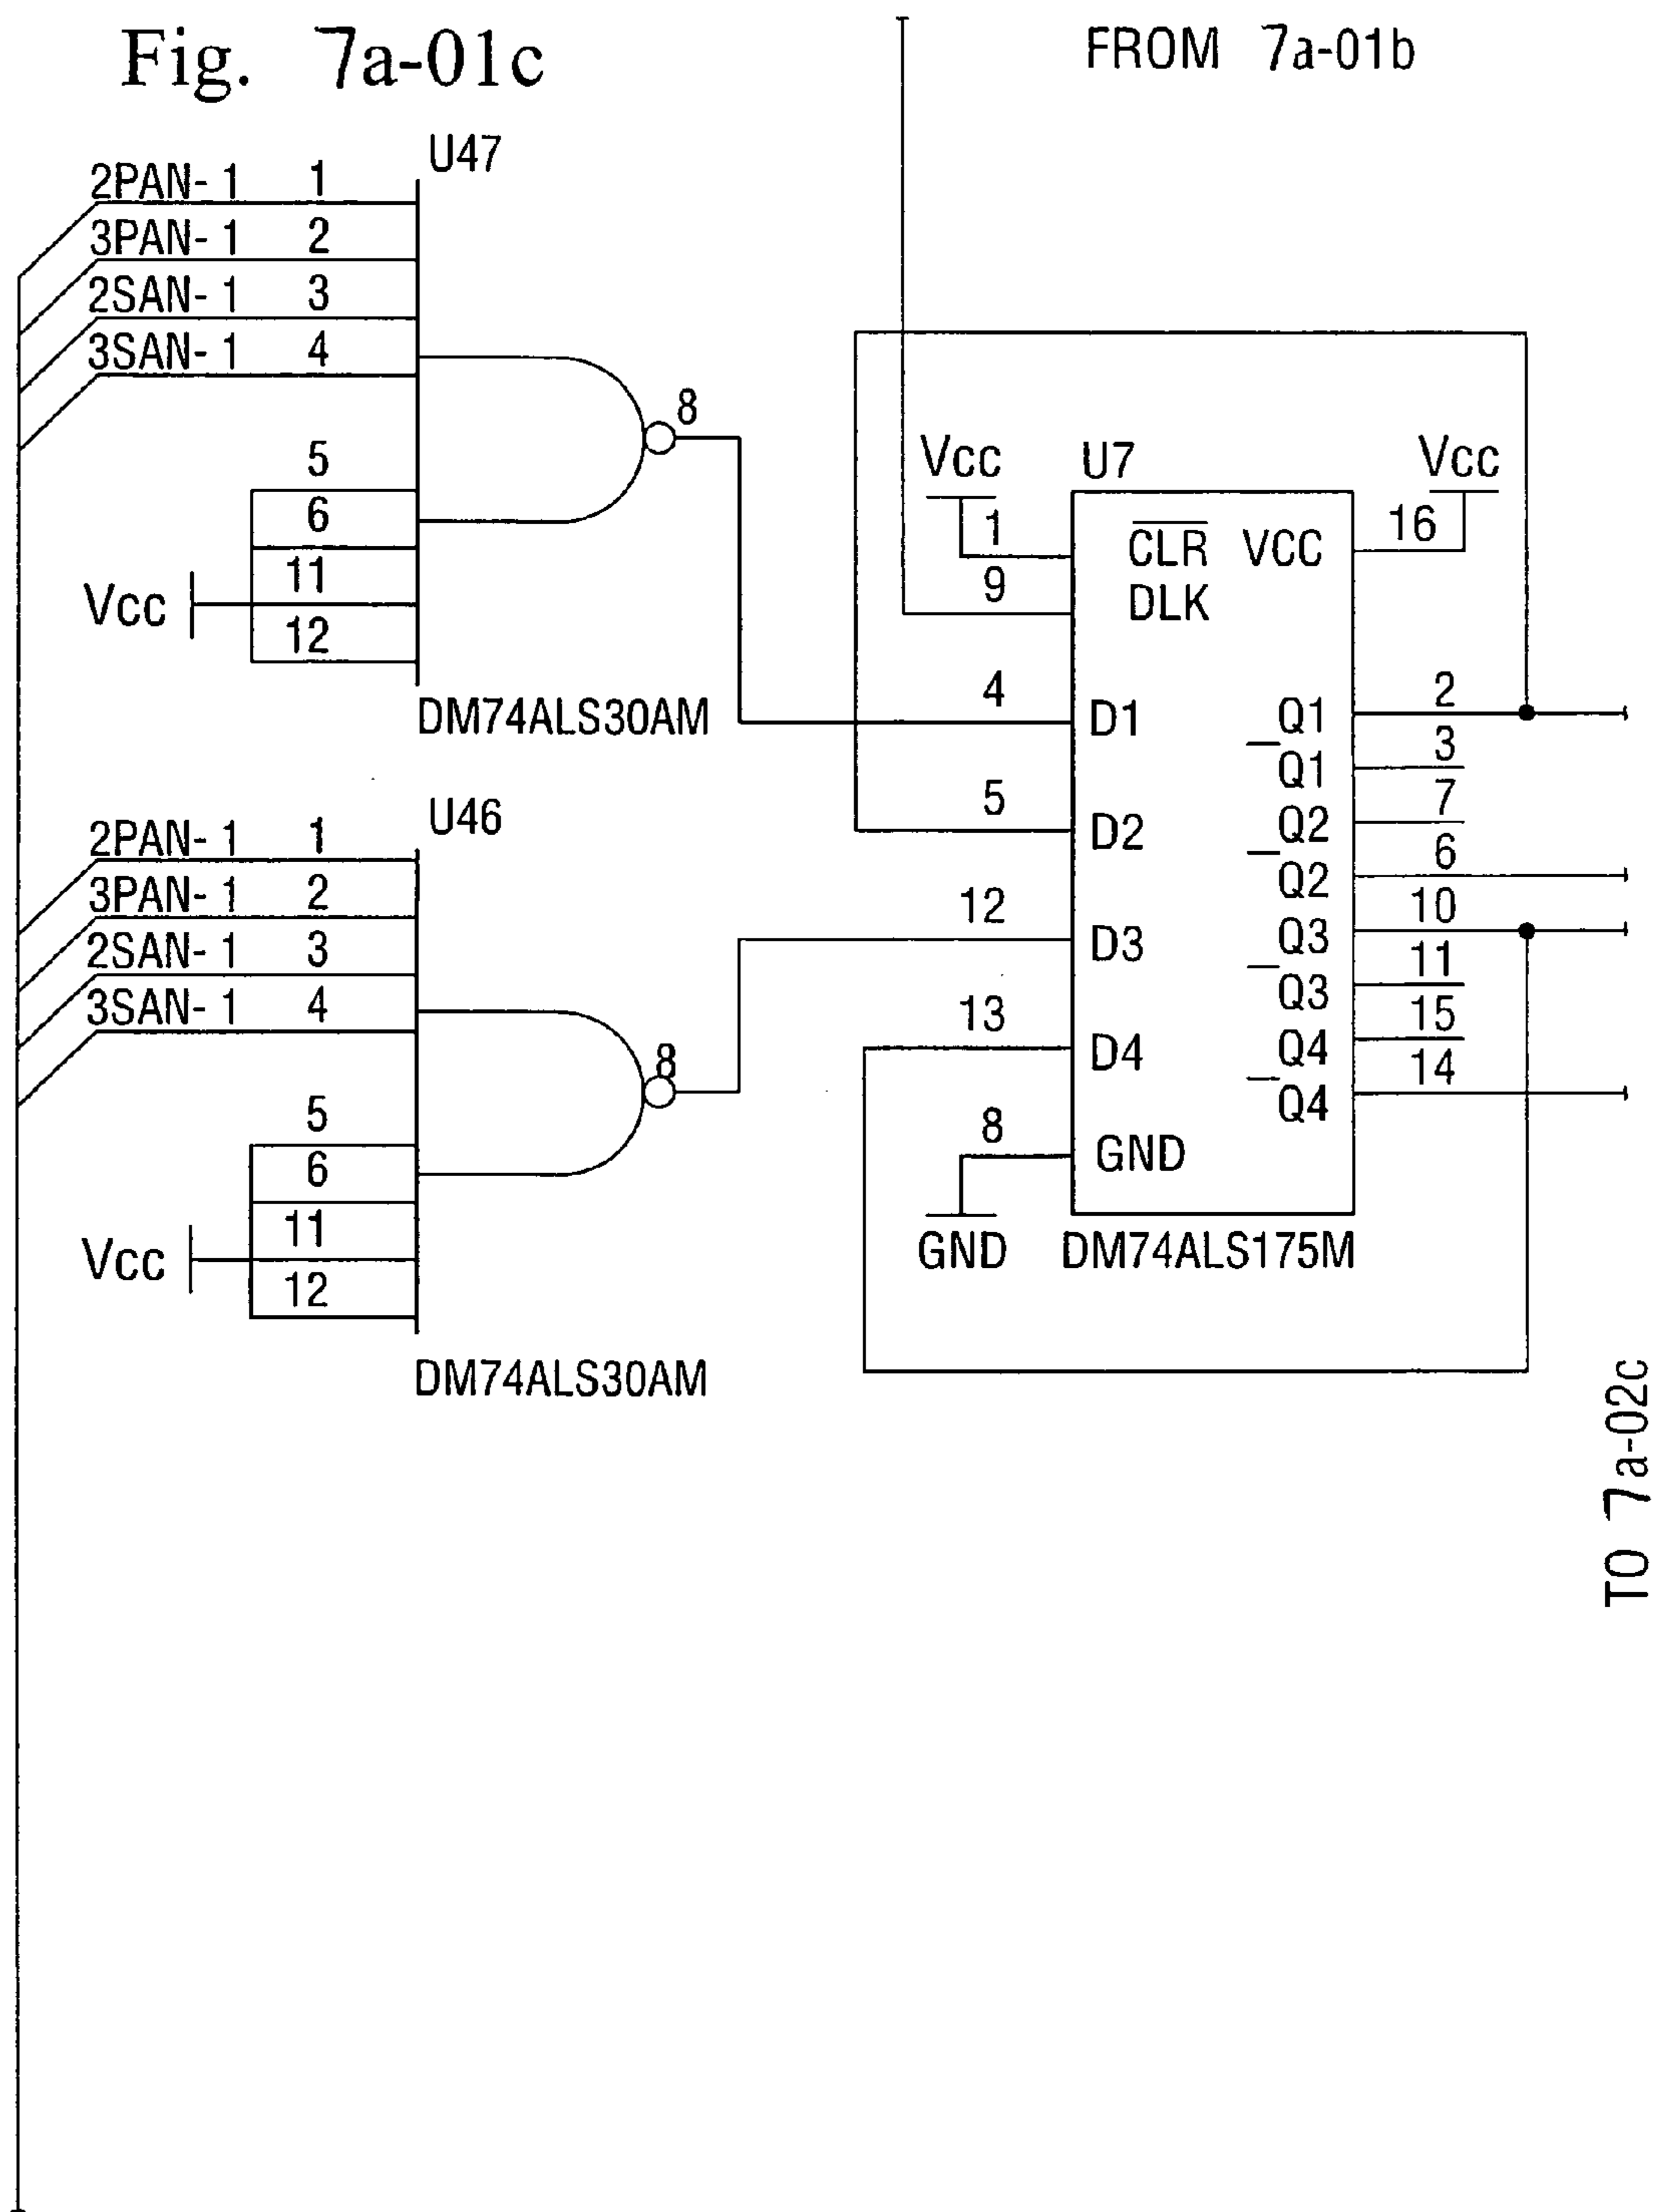 Fig. 7a-01c
FROM 7a-01b
U47
2PAN-1 1
3PAN-1 2
2SAN-1 3
3SAN-1 4
8
5
6
11
12
Vcc
DM74ALS30AM
U46
2PAN-1 1
3PAN-1 2
2SAN-1 3
3SAN-1 4
8
5
6
11
12
Vcc
DM74ALS30AM
Vcc
U7
Vcc
1
CLR VCC
16
9
DLK
4
D1
Q1
2
Q1
3
5
D2
Q2
7
Q2
6
12
D3
Q3
10
Q3
11
13
D4
Q4
15
Q4
14
8
GND
GND
DM74ALS175M
TO 7a-02c